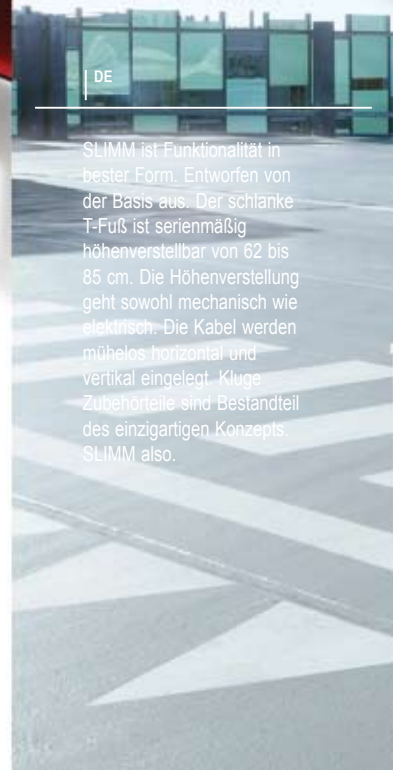 DE
SLIMM ist Funktionalität in
bester Form. Entworfen von
der Basis aus. Der schlanke
T-Fuß ist serienmäßig
höhenverstellbar von 62 bis
85 cm. Die Höhenverstellung
geht sowohl mechanisch wie
elektrisch. Die Kabel werden
mühelos horizontal und
vertikal eingelegt. Kluge
Zubehörteile sind Bestandteil
des einzigartigen Konzepts.
SLIMM also.